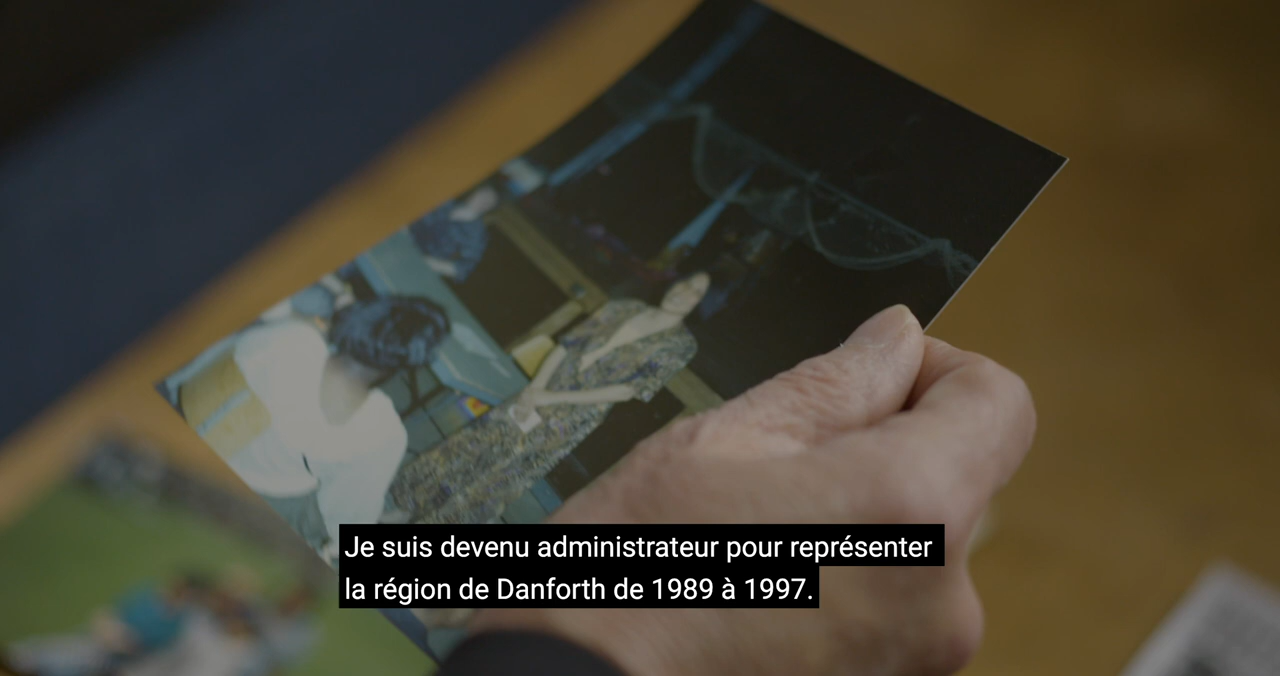 Je suis devenu administrateur pour représenter
la région de Danforth de 1989 à 1997.